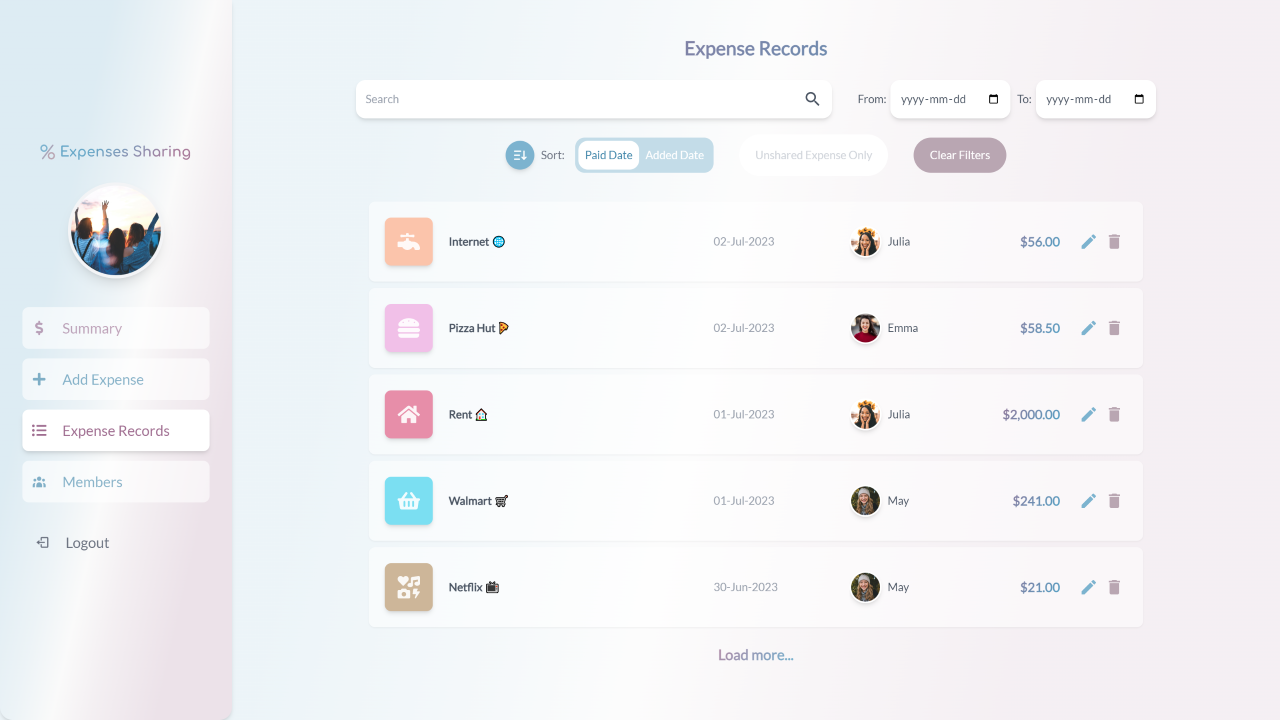 Expenses Sharing
Summary
Add Expense
Expense Records
Members
Logout
Expense Records
Search
From: yyyy-mm-dd To: yyyy-mm-dd
Sort: Paid Date Added Date Unshared Expense Only Clear Filters
Internet 🌐 02-Jul-2023 Julia $56.00
Pizza Hut 🍕 02-Jul-2023 Emma $58.50
Rent 🏠 01-Jul-2023 Julia $2,000.00
Walmart 🛒 01-Jul-2023 May $241.00
Netflix 📺 30-Jun-2023 May $21.00
Load more...